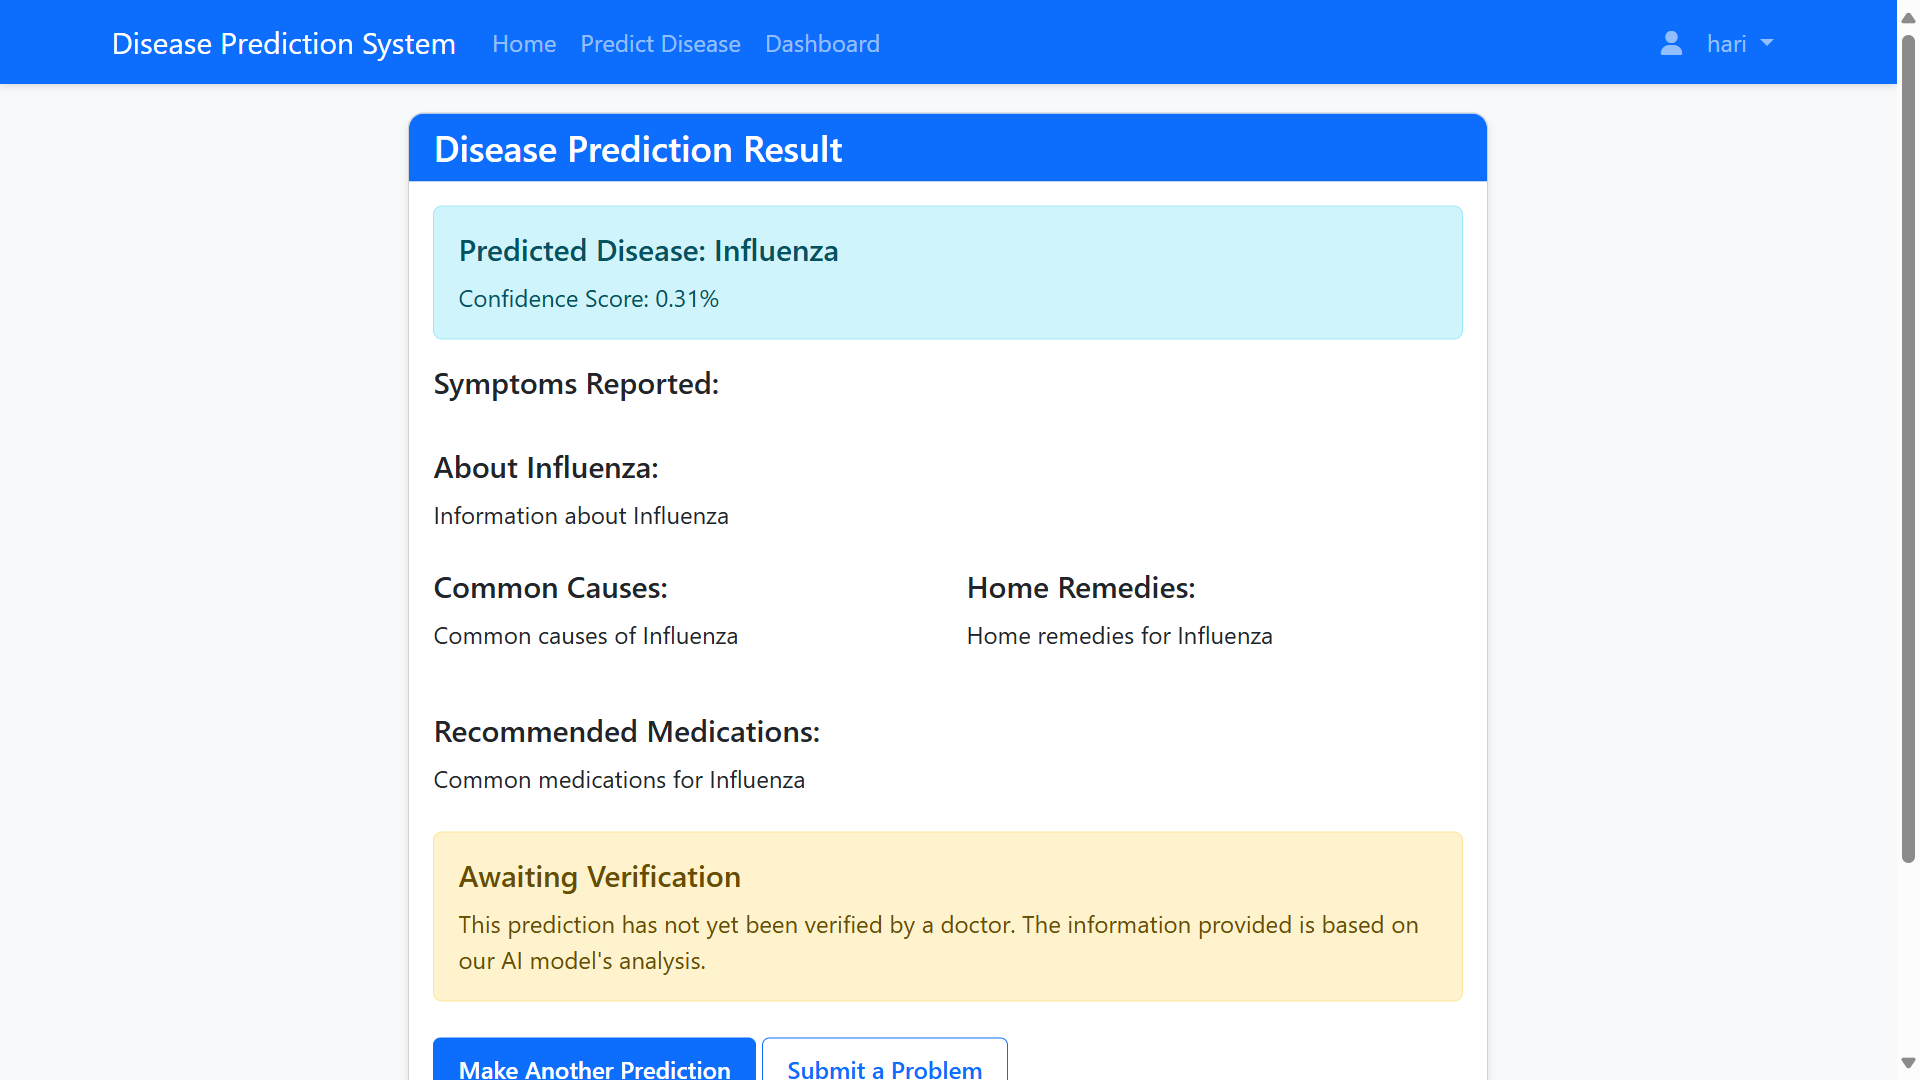 Disease Prediction System Home Predict Disease Dashboard hari
Disease Prediction Result
Predicted Disease: Influenza
Confidence Score: 0.31%
Symptoms Reported:
About Influenza:
Information about Influenza
Common Causes:
Common causes of Influenza
Home Remedies:
Home remedies for Influenza
Recommended Medications:
Common medications for Influenza
Awaiting Verification
This prediction has not yet been verified by a doctor. The information provided is based on
our AI model's analysis.
Make Another Prediction Submit a Problem